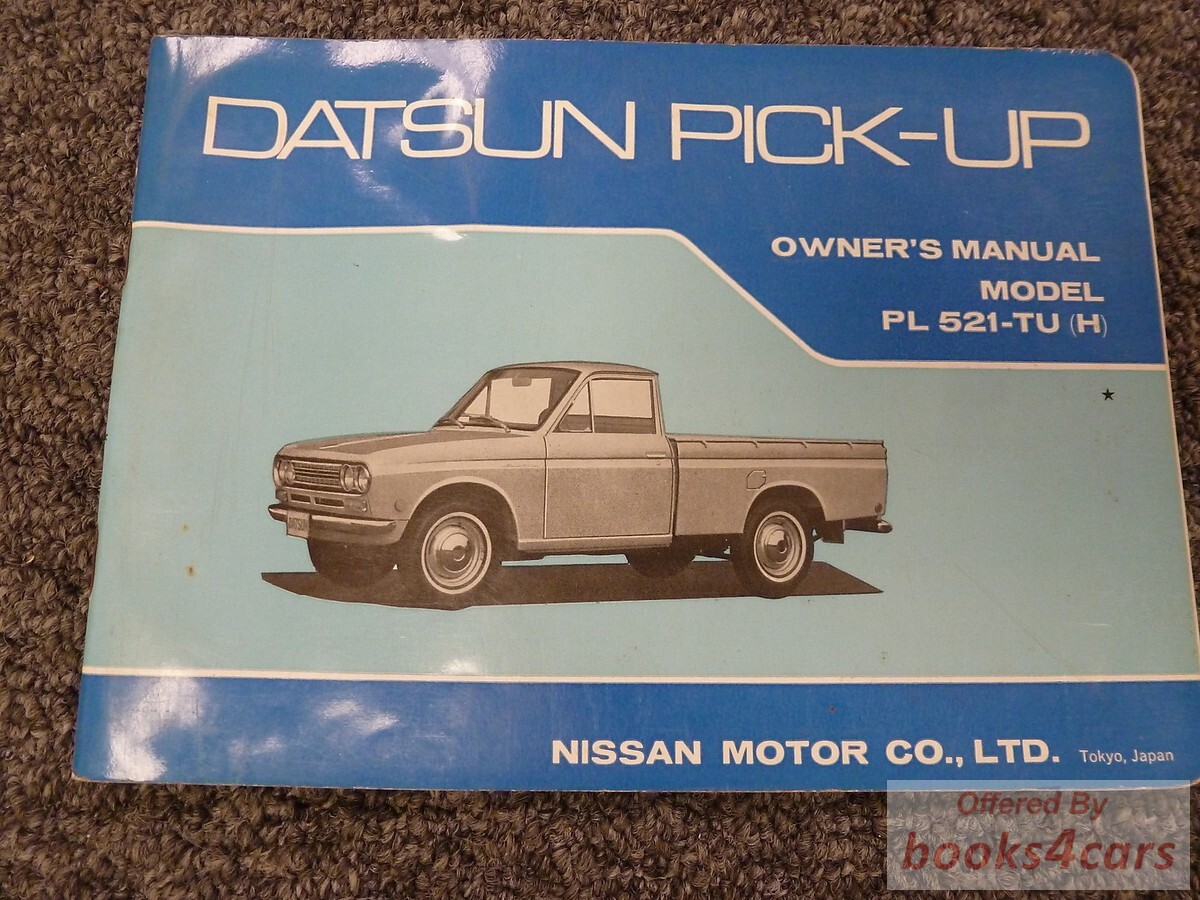 DATSUN PICK-UP
OWNER'S MANUAL
MODEL
PL 521-TU (H)
★
DATSUN
NISSAN MOTOR CO., LTD. Tokyo, Japan
Offered By
books4cars